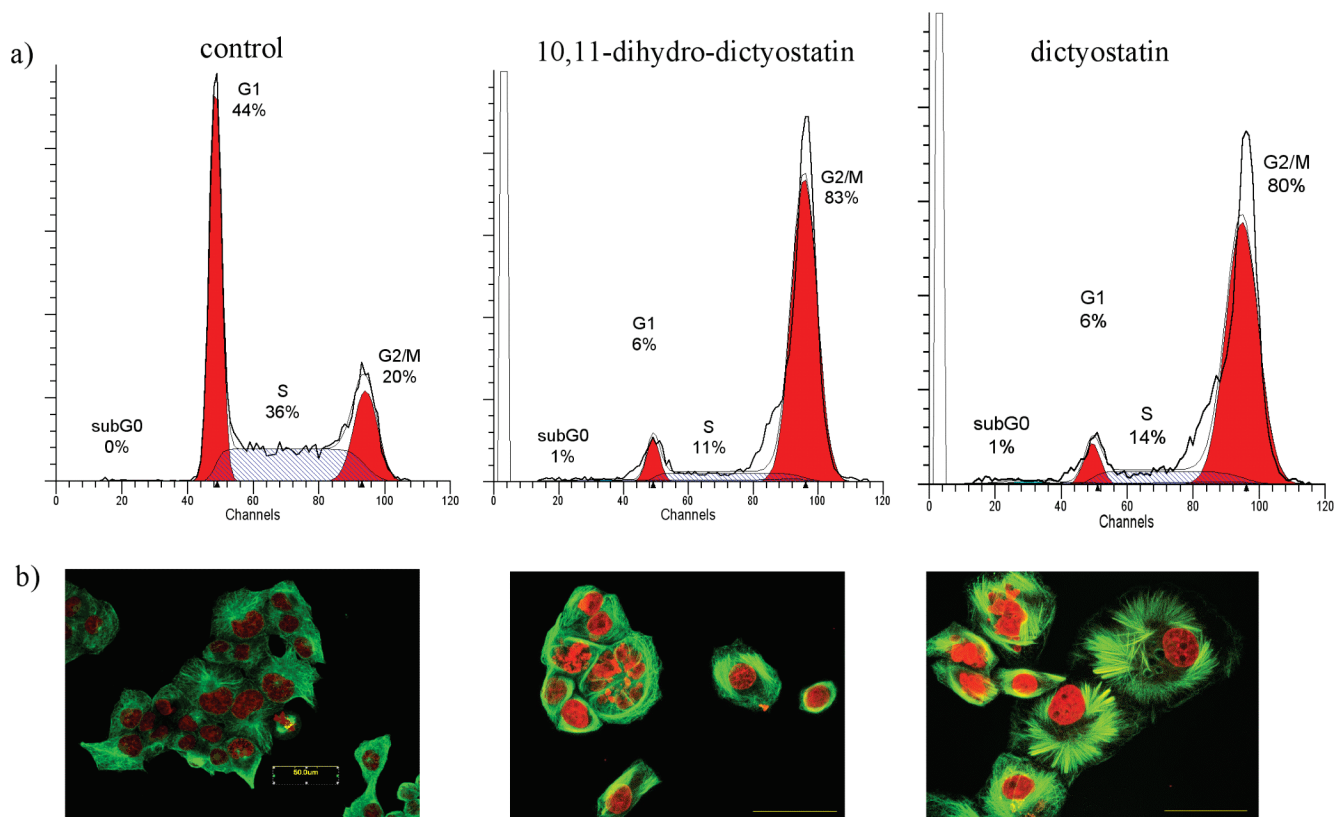 a)
control
G1
44%
G2/M
20%
S
36%
subG0
0%
0 20 40 60 80 100 120
Channels
10,11-dihydro-dictyostatin
G2/M
83%
G1
6%
S
11%
subG0
1%
0 20 40 60 80 100 120
Channels
dictyostatin
G2/M
80%
G1
6%
S
14%
subG0
1%
0 20 40 60 80 100 120
Channels
b)
50.0um